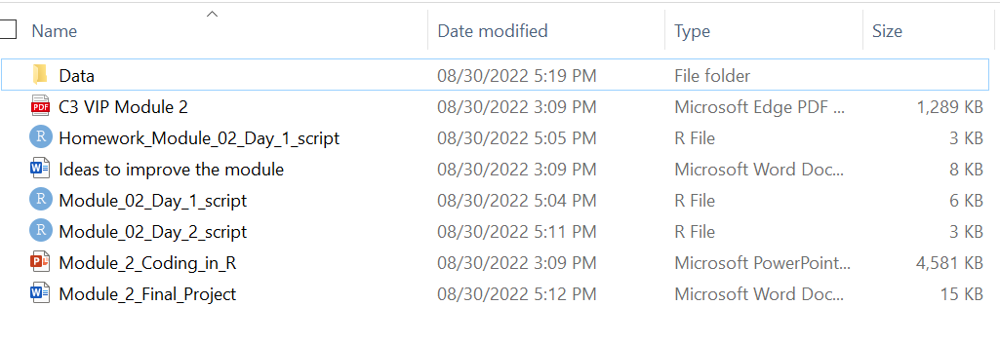 Name Date modified Type Size
Data 08/30/2022 5:19 PM File folder
PDF C3 VIP Module 2 08/30/2022 3:09 PM Microsoft Edge PDF ... 1,289 KB
R Homework_Module_02_Day_1_script 08/30/2022 5:05 PM R File 3 KB
W Ideas to improve the module 08/30/2022 3:09 PM Microsoft Word Doc... 8 KB
R Module_02_Day_1_script 08/30/2022 5:04 PM R File 6 KB
R Module_02_Day_2_script 08/30/2022 5:11 PM R File 3 KB
P Module_2_Coding_in_R 08/30/2022 3:09 PM Microsoft PowerPoint... 4,581 KB
W Module_2_Final_Project 08/30/2022 5:12 PM Microsoft Word Doc... 15 KB